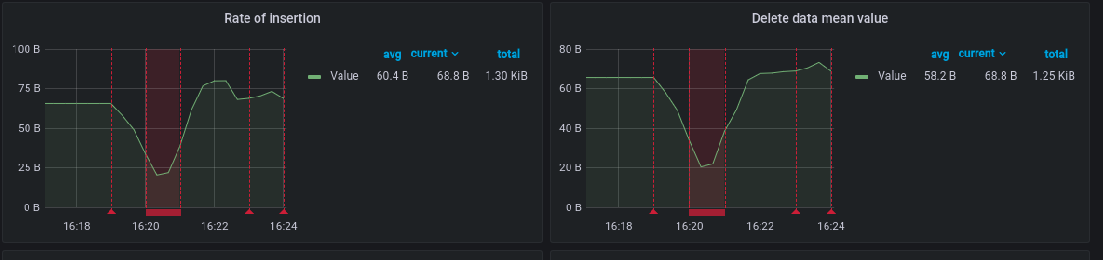 Rate of Insertion
100 B
75 B
50 B
25 B
0 B
16:18
16:20
16:22
16:24
avg current total
Value 60.4 B 68.8 B 1.30 KiB
Delete data mean value
80 B
60 B
40 B
20 B
0 B
16:18
16:20
16:22
16:24
avg current total
Value 58.2 B 68.8 B 1.25 KiB